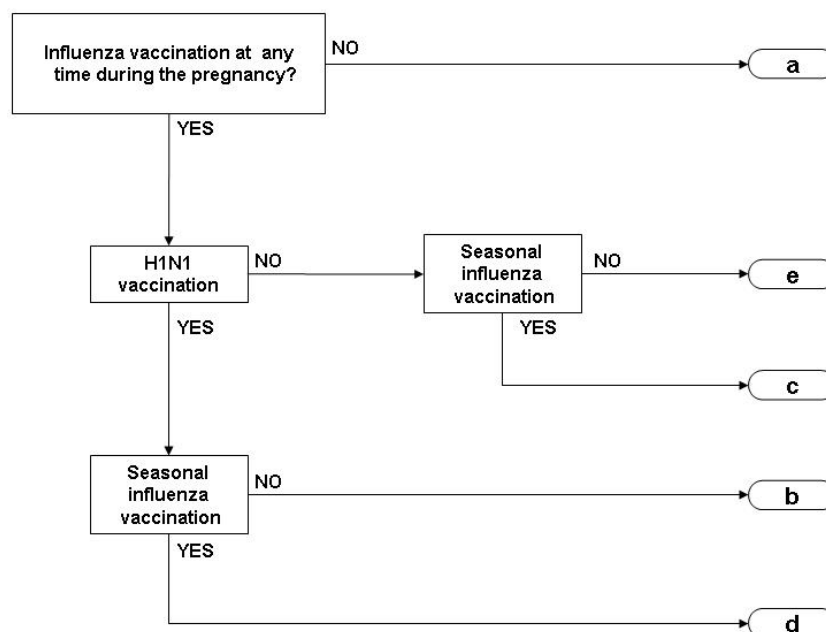 Influenza vaccination at any
time during the pregnancy?
NO
a
YES
H1N1
vaccination
NO
Seasonal
influenza
vaccination
NO
e
YES
YES
c
Seasonal
influenza
vaccination
NO
b
YES
d